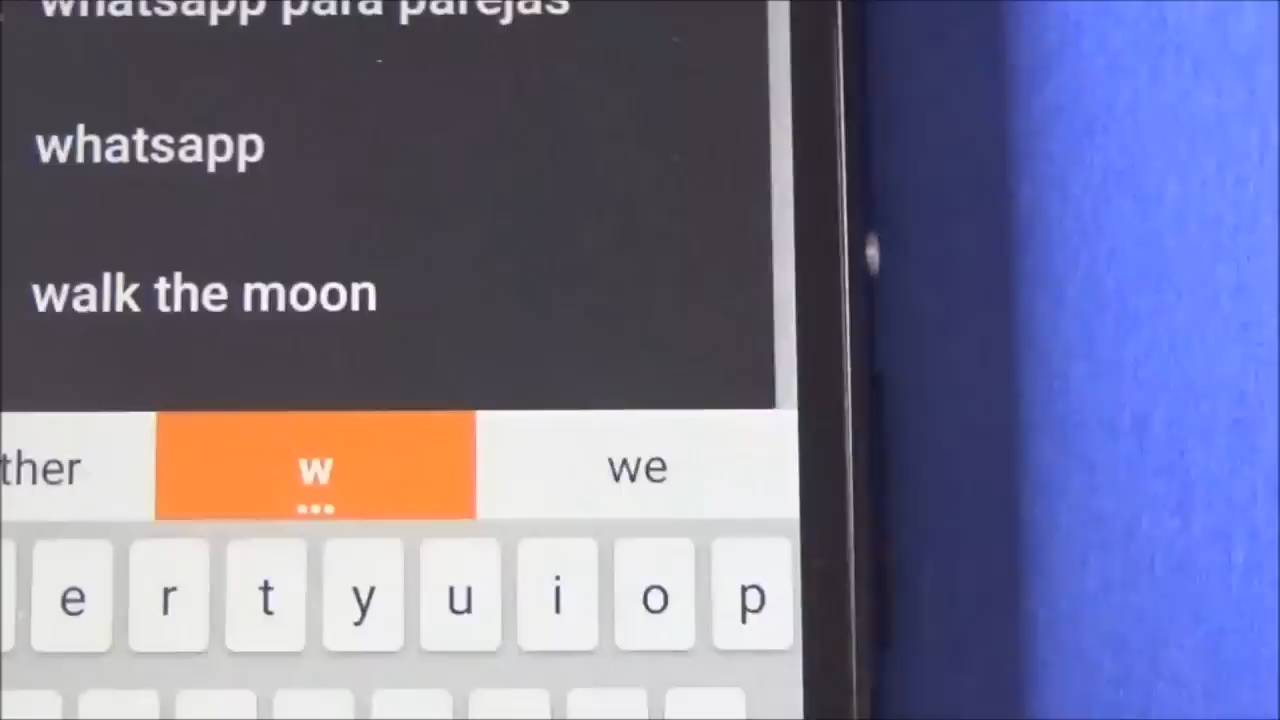 whatsapp para parejas
whatsapp
walk the moon
ther w we
e r t y u i o p